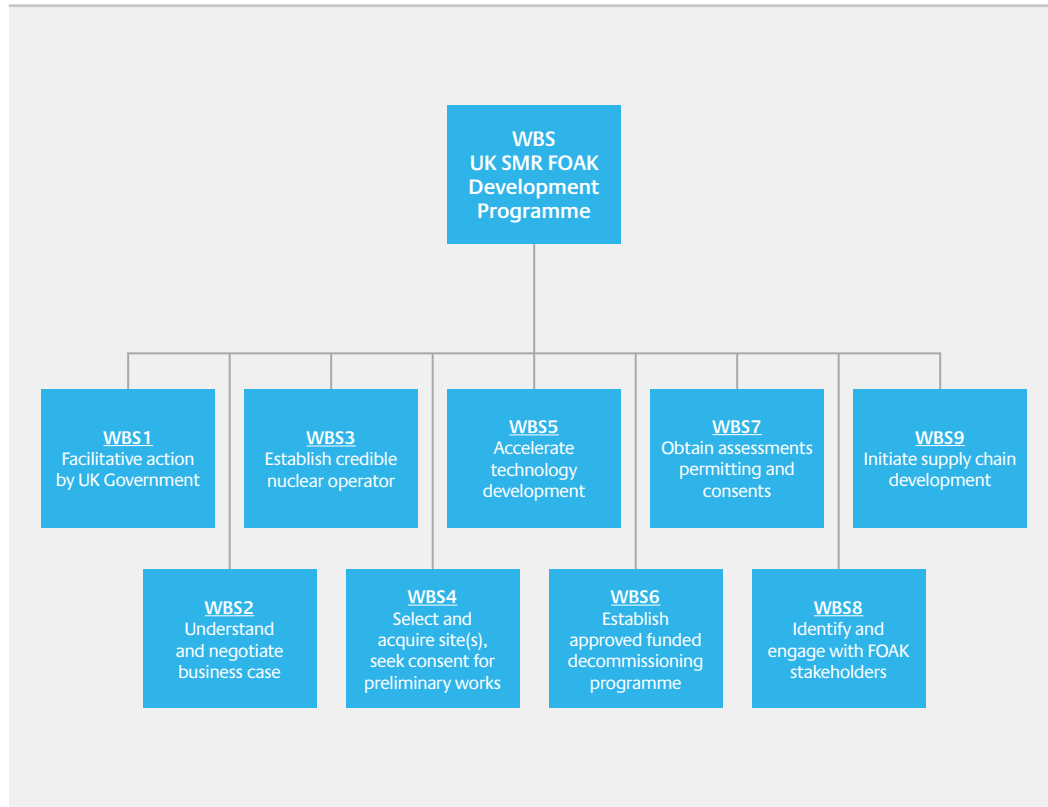 WBS
UK SMR FOAK
Development
Programme
WBS1
Facilitative action
by UK Government
WBS3
Establish credible
nuclear operator
WBS5
Accelerate
technology
development
WBS7
Obtain assessments
permitting and
consents
WBS9
Initiate supply chain
development
WBS2
Understand
and negotiate
business case
WBS4
Select and
acquire site(s),
seek consent for
preliminary works
WBS6
Establish
approved funded
decommissioning
programme
WBS8
Identify and
engage with FOAK
stakeholders